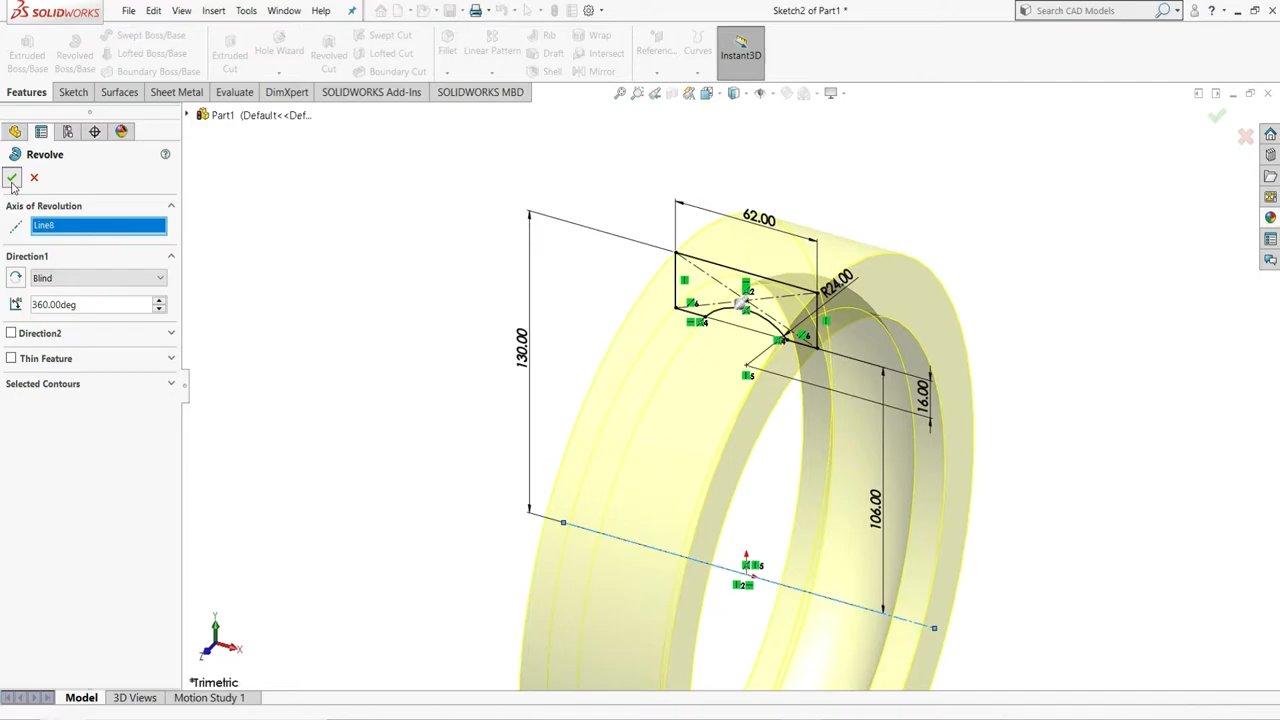 SOLIDWORKS
File Edit View Insert Tools Window Help
Sketch2 of Part1 *
Search CAD Models
Extruded Boss/Base
Revolved Boss/Base
Swept Boss/Base
Lofted Boss/Base
Boundary Boss/Base
Extruded Cut
Hole Wizard
Revolved Cut
Swept Cut
Lofted Cut
Boundary Cut
Fillet
Linear Pattern
Rib
Draft
Shell
Wrap
Intersect
Mirror
Referenc...
Curves
Instant3D
Features Sketch Surfaces Sheet Metal Evaluate DimXpert SOLIDWORKS Add-Ins SOLIDWORKS MBD
Part1 (Default<<Def...
Revolve
Axis of Revolution
Line8
Direction1
Blind
360.00deg
Direction2
Thin Feature
Selected Contours
62.00
R24.00
130.00
16.00
106.00
Y
X
Z
*Trimetric
Model 3D Views Motion Study 1